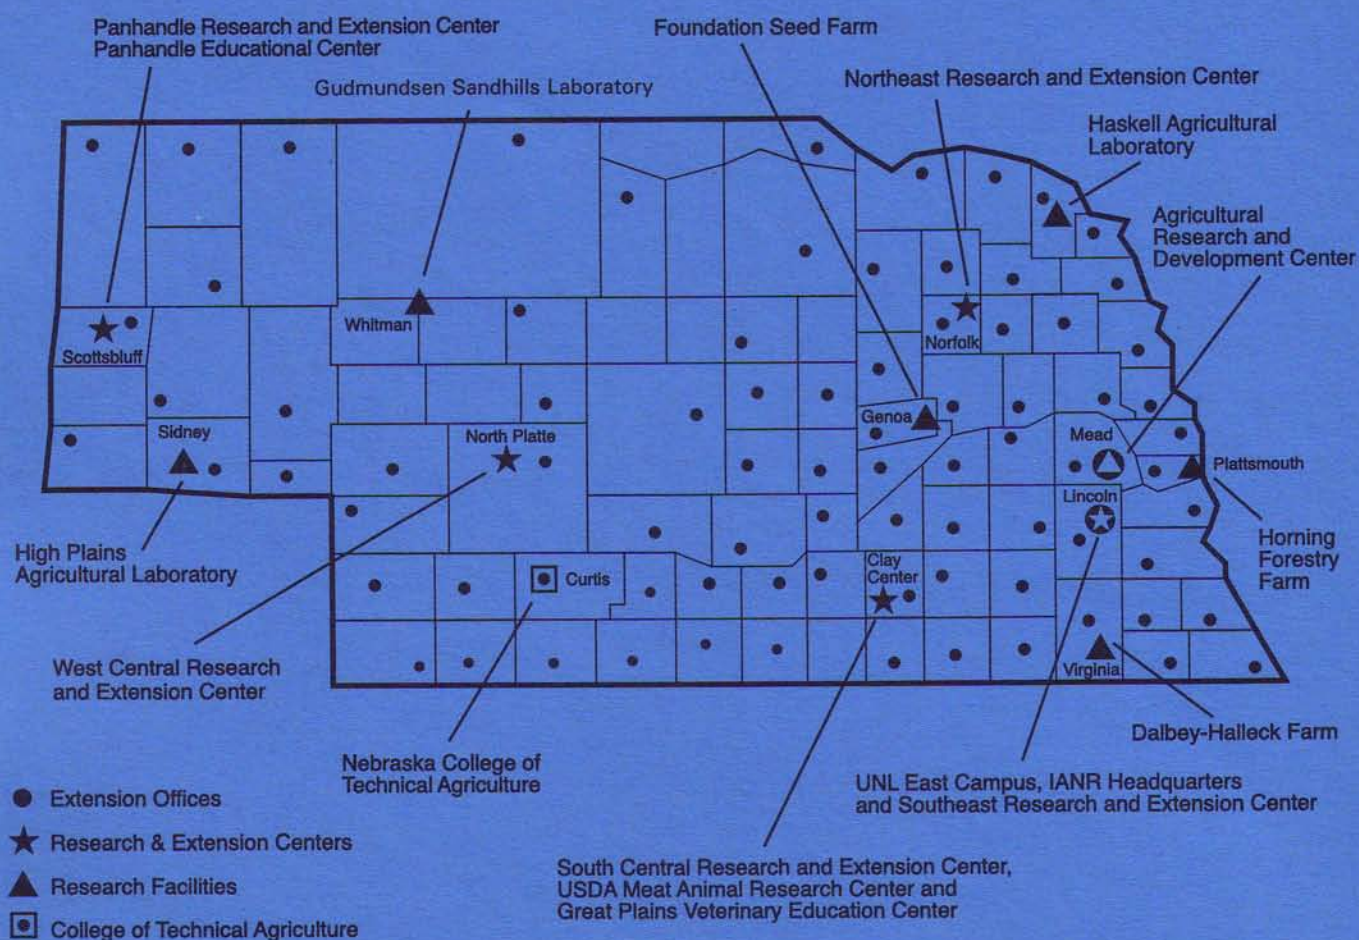 Panhandle Research and Extension Center
Panhandle Educational Center
Foundation Seed Farm
Gudmundsen Sandhills Laboratory
Northeast Research and Extension Center
Haskell Agricultural
Laboratory
Agricultural
Research and
Development Center
Whitman
Scottsbluff
Norfolk
Genoa
Sidney
North Platte
Mead
Plattsmouth
Lincoln
High Plains
Agricultural Laboratory
Horning
Forestry
Farm
Clay
Center
Curtis
West Central Research
and Extension Center
Virginia
Dalbey-Halleck Farm
Nebraska College of
Technical Agriculture
UNL East Campus, IANR Headquarters
and Southeast Research and Extension Center
Extension Offices
Research & Extension Centers
Research Facilities
College of Technical Agriculture
South Central Research and Extension Center,
USDA Meat Animal Research Center and
Great Plains Veterinary Education Center